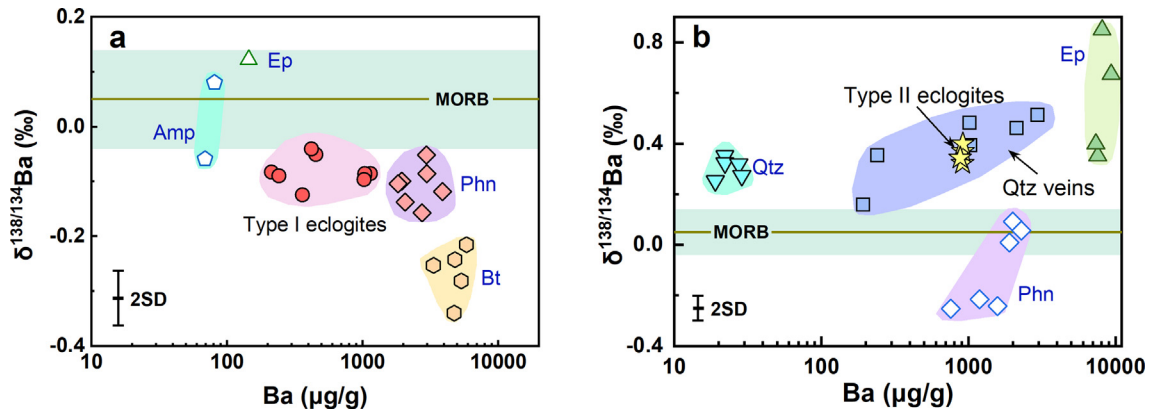 a
0.2
0.0
-0.2
-0.4
δ138/134Ba (‰)
Ep
MORB
Amp
Type I eclogites
Phn
Bt
2SD
10
100
1000
10000
Ba (μg/g)
b
0.8
0.4
0.0
-0.4
δ138/134Ba (‰)
Ep
Type II eclogites
Qtz
Qtz veins
MORB
Phn
2SD
10
100
1000
10000
Ba (μg/g)